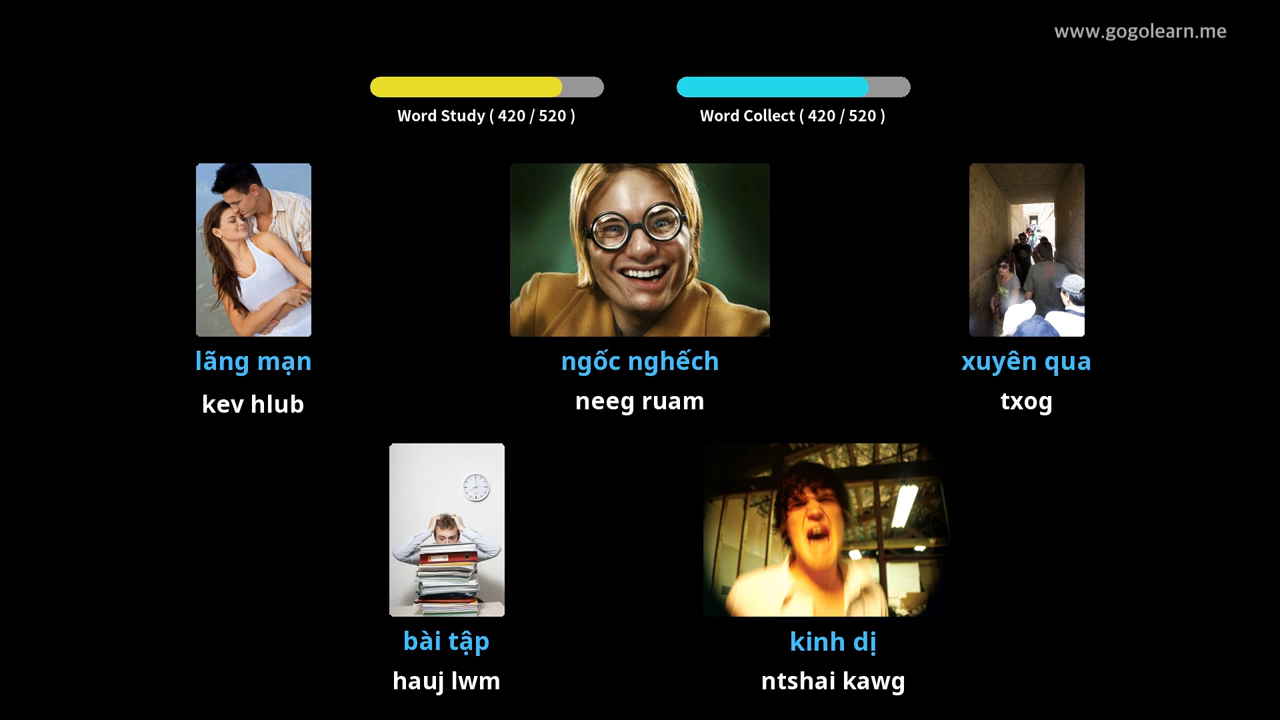 www.gogolearn.me
Word Study ( 420 / 520 )
Word Collect ( 420 / 520 )
lãng mạn
kev hlub
ngốc nghếch
neeg ruam
xuyên qua
txog
bài tập
hauj lwm
kinh dị
ntshai kawg